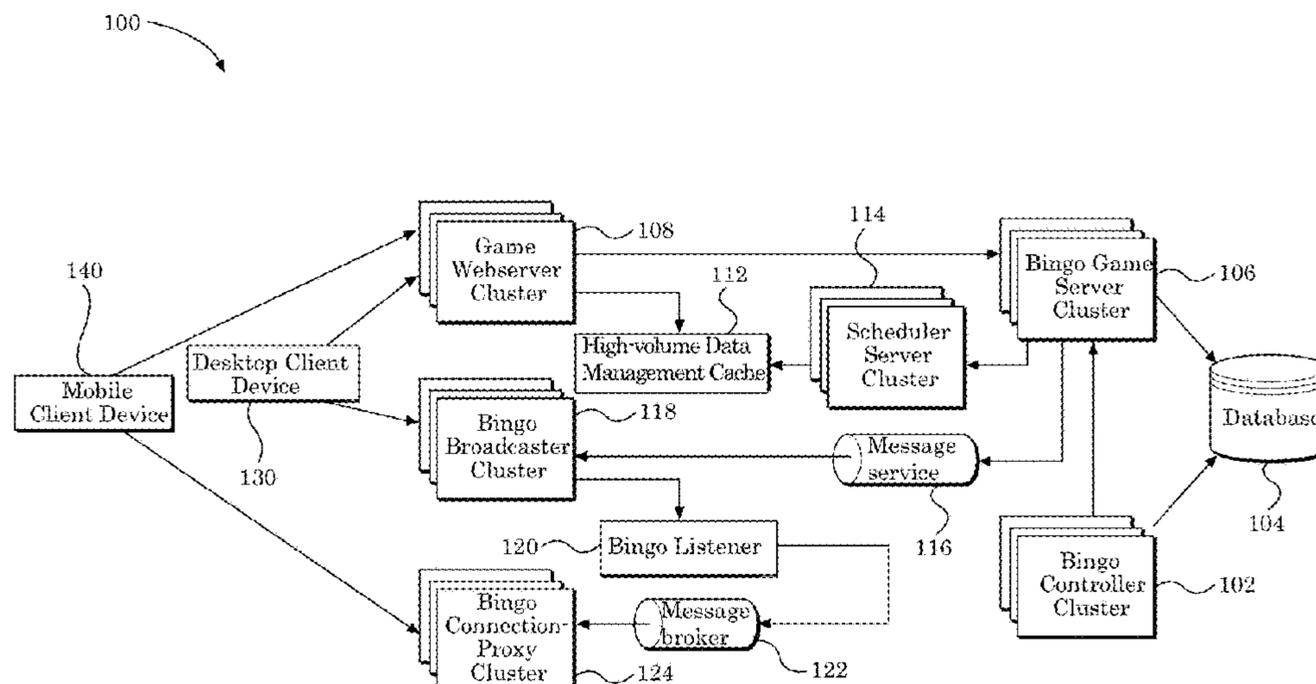 100
Game
Webserver
Cluster
108
114
Bingo Game
Server
Cluster
106
112
140
Desktop Client
Device
130
Mobile
Client Device
High-volume Data
Management Cache
Scheduler
Server
Cluster
Database
104
Bingo
Broadcaster
Cluster
118
Message
service
116
120
Bingo Listener
Bingo
Controller
Cluster
102
Bingo
Connection-
Proxy
Cluster
124
Message
broker
122